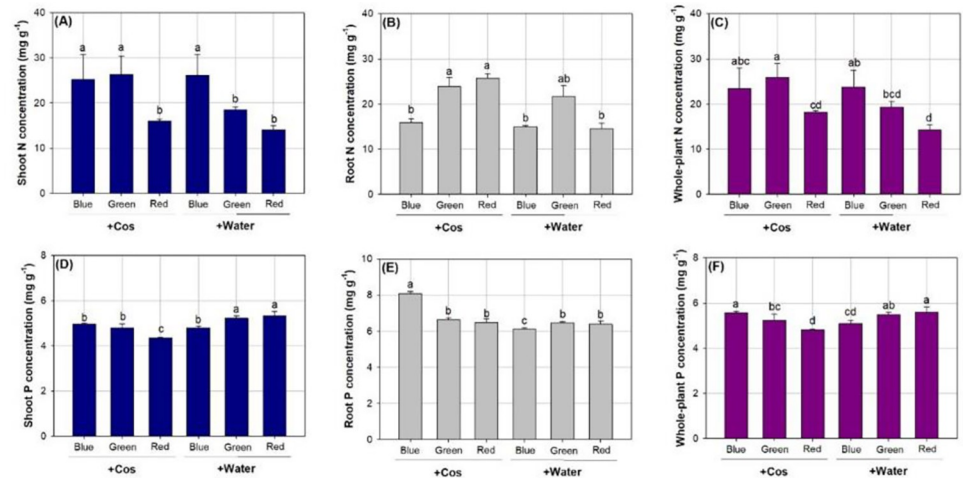 (A)
Shoot N concentration (mg g⁻¹)
40
30
20
10
0
a
a
b
a
b
b
Blue Green Red Blue Green Red
+Cos +Water
(B)
Root N concentration (mg g⁻¹)
40
30
20
10
0
b
a
a
b
ab
b
Blue Green Red Blue Green Red
+Cos +Water
(C)
Whole-plant N concentration (mg g⁻¹)
40
30
20
10
0
abc
a
cd
ab
bcd
d
Blue Green Red Blue Green Red
+Cos +Water
(D)
Shoot P concentration (mg g⁻¹)
8
6
4
2
0
b
b
c
b
a
a
Blue Green Red Blue Green Red
+Cos +Water
(E)
Root P concentration (mg g⁻¹)
10
8
6
4
2
0
a
b
b
c
b
b
Blue Green Red Blue Green Red
+Cos +Water
(F)
Whole-plant P concentration (mg g⁻¹)
8
6
4
2
0
a
bc
d
cd
ab
a
Blue Green Red Blue Green Red
+Cos +Water